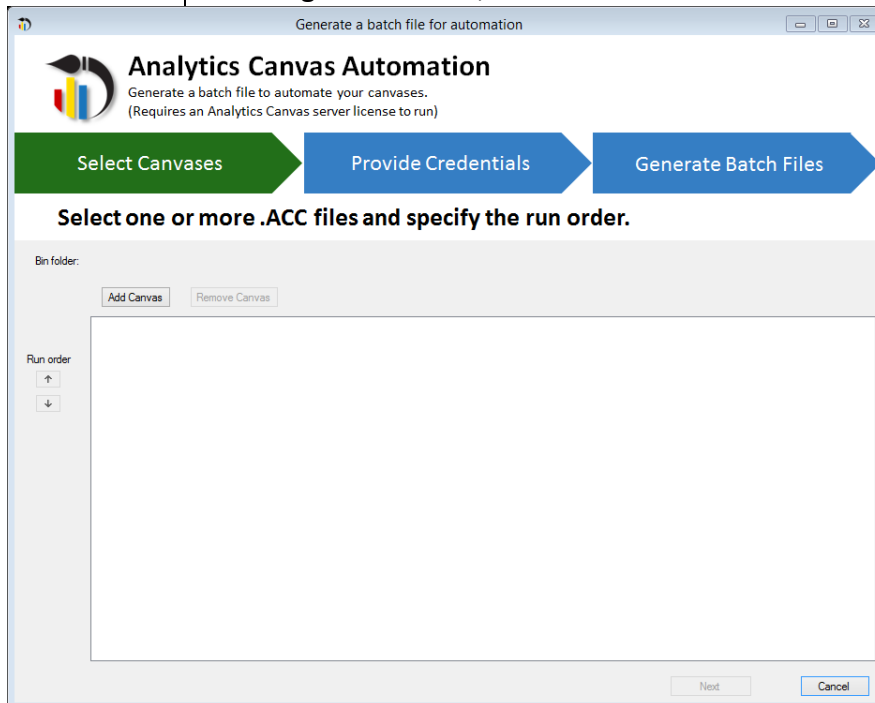 Generate a batch file for automation
Analytics Canvas Automation
Generate a batch file to automate your canvases.
(Requires an Analytics Canvas server license to run)
Select Canvases
Provide Credentials
Generate Batch Files
Select one or more .ACC files and specify the run order.
Bin folder:
Add Canvas
Remove Canvas
Run order
Next
Cancel